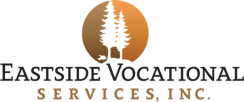 Eastside Vocational
Services, Inc.